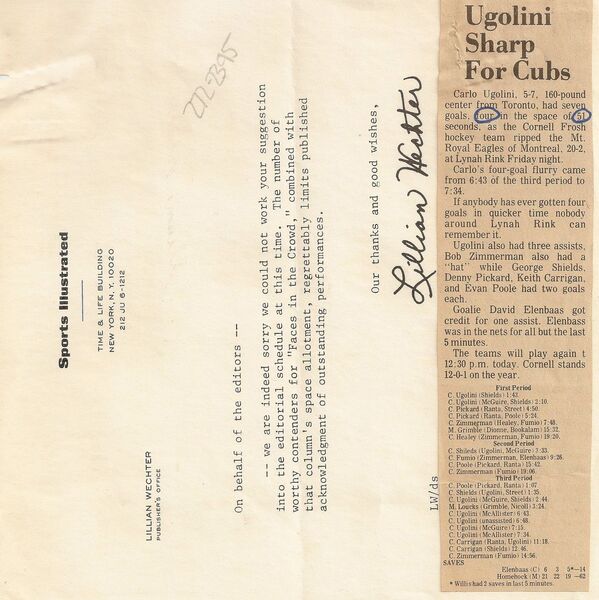 Sports Illustrated
TIME & LIFE BUILDING
NEW YORK, N.Y. 10020
212 JU 6-1212
LILLIAN WECHTER
PUBLISHER'S OFFICE
272-2395
On behalf of the editors --
-- we are indeed sorry we could not work your suggestion
into the editorial schedule at this time. The number of
worthy contenders for "Faces in the Crowd," combined with
that column's space allotment, regrettably limits published
acknowledgment of outstanding performances.
Our thanks and good wishes,
Lillian Wechter
LW/ds
Ugolini
Sharp
For Cubs
Carlo Ugolini, 5-7, 160-pound
center from Toronto, had seven
goals, four in the space of 51
seconds, as the Cornell Frosh
hockey team ripped the Mt.
Royal Eagles of Montreal, 20-2,
at Lynah Rink Friday night.
Carlo's four-goal flurry came
from 6:43 of the third period to
7:34.
If anybody has ever gotten four
goals in quicker time nobody
around Lynah Rink can
remember it.
Ugolini also had three assists,
Bob Zimmerman also had a
"hat" while George Shields,
Denny Pickard, Keith Carrigan,
and Evan Poole had two goals
each.
Goalie David Elenbaas got
credit for one assist. Elenbass
was in the nets for all but the last
5 minutes.
The teams will play again t
12:30 p.m. today. Cornell stands
12-0-1 on the year.
First Period
C. Ugolini (Shields) 1:43.
C. Ugolini (McGuire, Shields) 2:10.
C. Pickard (Ranta, Street) 4:50.
C. Pickard (Ranta, Poole) 5:24.
C. Zimmegman (Healey, Fumio) 7:48.
M. Grimble (Dionne, Bookalam) 15:32.
C. Healey (Zimmerman, Fumio) 19:20.
Second Period
C. Shileds (Ugolini, McGuire) 3:33.
C. Fumio (Zimmerman, Elenbaas) 9:26.
C. Poole (Pickard, Ranta) 15:42.
C. Zimmerman (Fumio) 19:06.
Third Period
C. Poole (Pickard, Ranta) 1:07
C. Shields (Ugolini, Street) 1:35.
C. Ugolini (McGuire, Shields) 2:44
M. Loucks (Grimble, Nicoll) 3:24.
C. Ugolini (McAllister) 6:43.
C. Ugolini (unassisted) 6:48.
C. Ugolini (McGuire) 7:15.
C. Ugolini (McAllister) 7:34
C. Carrigan (Ranta, Ugolini) 11:18.
C. Carrigan (Shields) 12:46.
C. Zimmerman (Fumio) 14:56.
SAVES
Elenbaas (C) 6 3 5*—14
Homehock (M) 21 22 19 —62
* Willis had 2 saves in last 5 minutes.